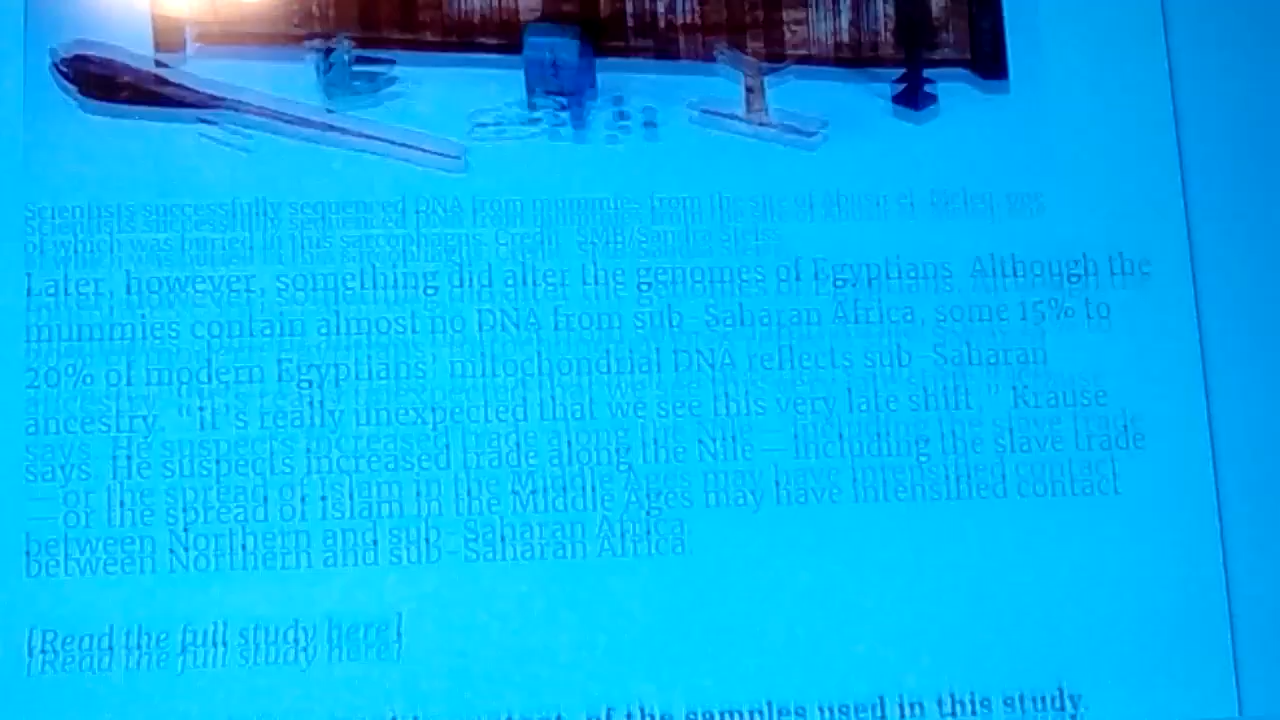 Scientists successfully sequenced DNA from mummies from the site of Abusir el-Meleq, one
of which was buried in this sarcophagus. Credit: SMB/Sandra Steiss
Later, however, something did alter the genomes of Egyptians. Although the
mummies contain almost no DNA from sub-Saharan Africa, some 15% to
20% of modern Egyptians' mitochondrial DNA reflects sub-Saharan
ancestry. "it's really unexpected that we see this very late shift." Krause
says. He suspects increased trade along the Nile—including the slave trade
—or the spread of Islam in the Middle Ages may have intensified contact
between Northern and sub-Saharan Africa.
[Read the full study here]
of the samples used in this study.